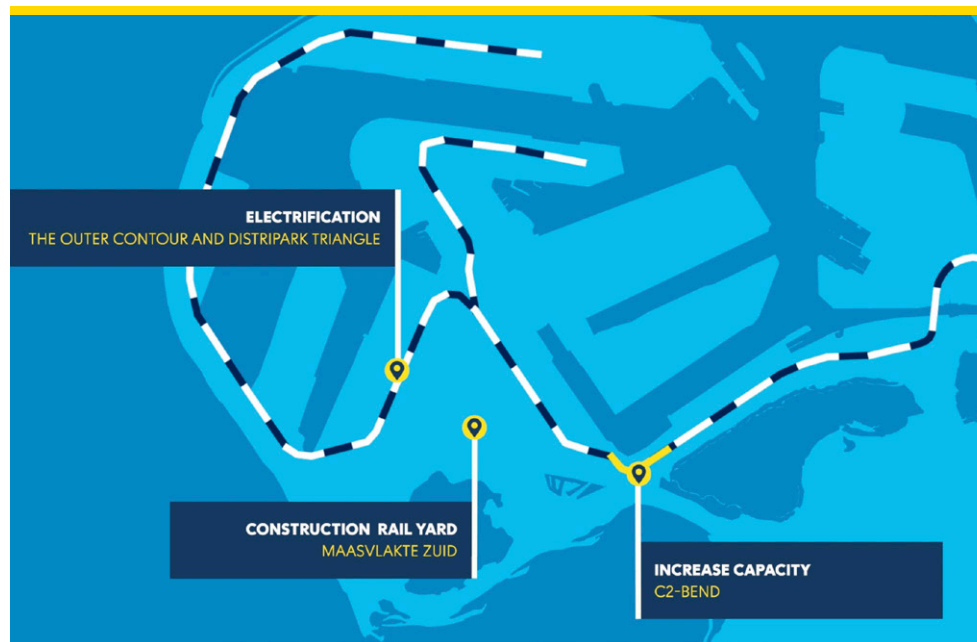 ELECTRIFICATION
THE OUTER CONTOUR AND DISTRIPARK TRIANGLE
CONSTRUCTION RAIL YARD
MAASVLAKTE ZUID
INCREASE CAPACITY
C2-BEND